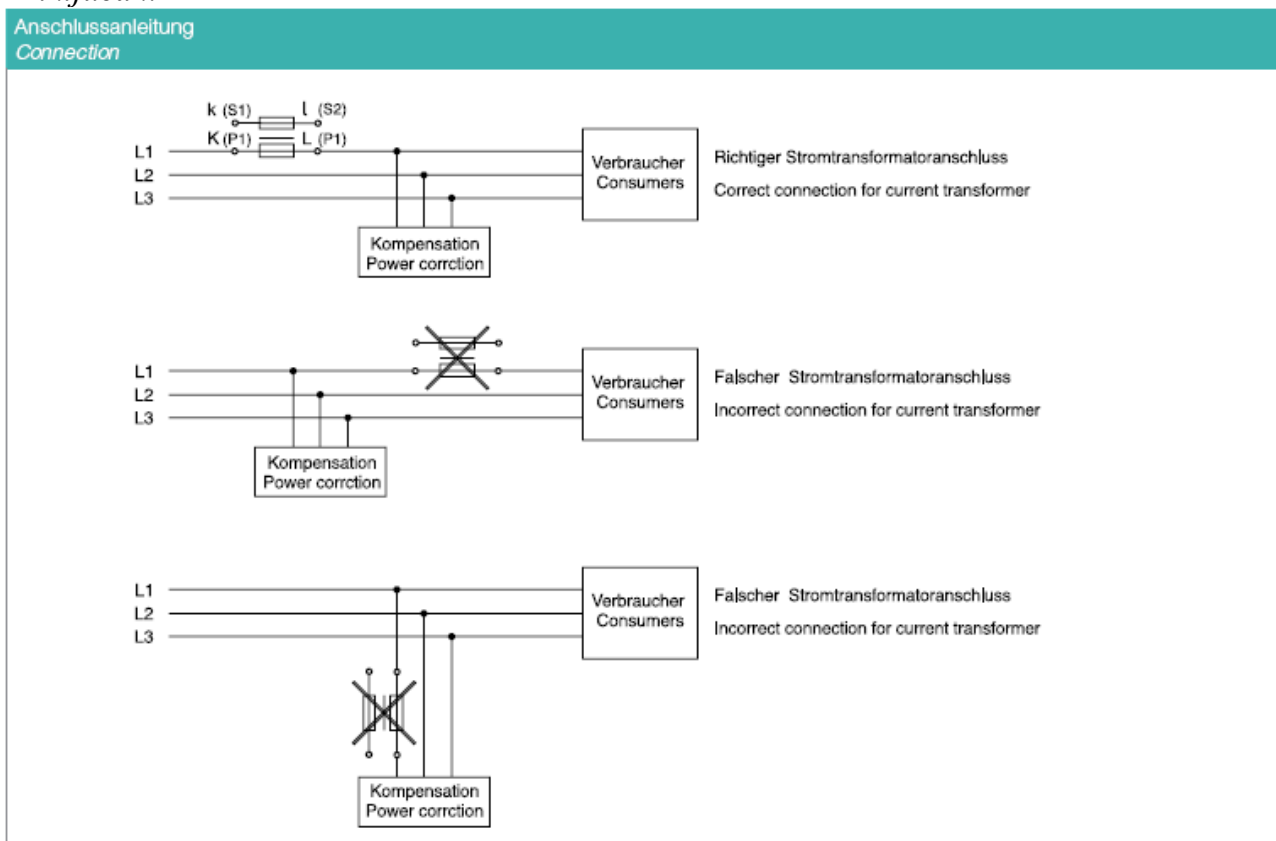 Anschlussanleitung
Connection
k (S1) l (S2)
K (P1) L (P1)
L1
L2
L3
Verbraucher
Consumers
Richtiger Stromtransformatoranschluss
Correct connection for current transformer
Kompensation
Power corrction
L1
L2
L3
Verbraucher
Consumers
Falscher Stromtransformatoranschluss
Incorrect connection for current transformer
Kompensation
Power corrction
L1
L2
L3
Verbraucher
Consumers
Falscher Stromtransformatoranschluss
Incorrect connection for current transformer
Kompensation
Power corrction